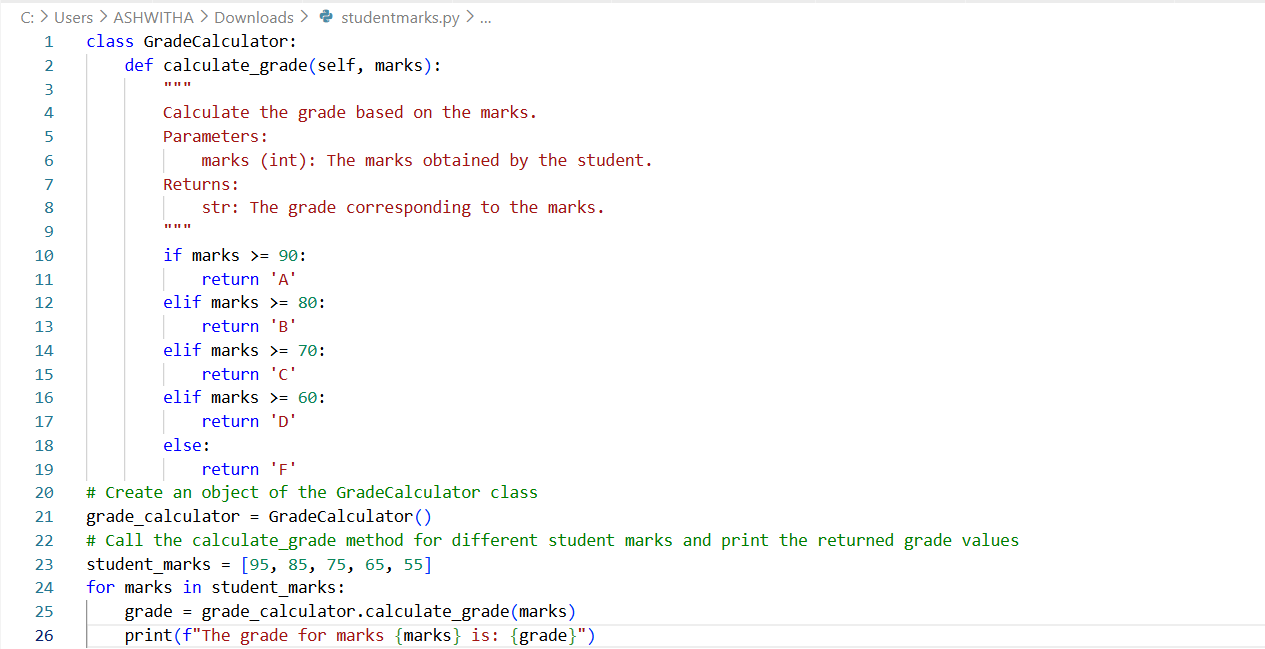 C: > Users > ASHWITHA > Downloads > studentmarks.py > ...
1 class GradeCalculator:
2     def calculate_grade(self, marks):
3         """
4         Calculate the grade based on the marks.
5         Parameters:
6             marks (int): The marks obtained by the student.
7         Returns:
8             str: The grade corresponding to the marks.
9         """
10         if marks >= 90:
11             return 'A'
12         elif marks >= 80:
13             return 'B'
14         elif marks >= 70:
15             return 'C'
16         elif marks >= 60:
17             return 'D'
18         else:
19             return 'F'
20 # Create an object of the GradeCalculator class
21 grade_calculator = GradeCalculator()
22 # Call the calculate_grade method for different student marks and print the returned grade values
23 student_marks = [95, 85, 75, 65, 55]
24 for marks in student_marks:
25     grade = grade_calculator.calculate_grade(marks)
26     print(f"The grade for marks {marks} is: {grade}")